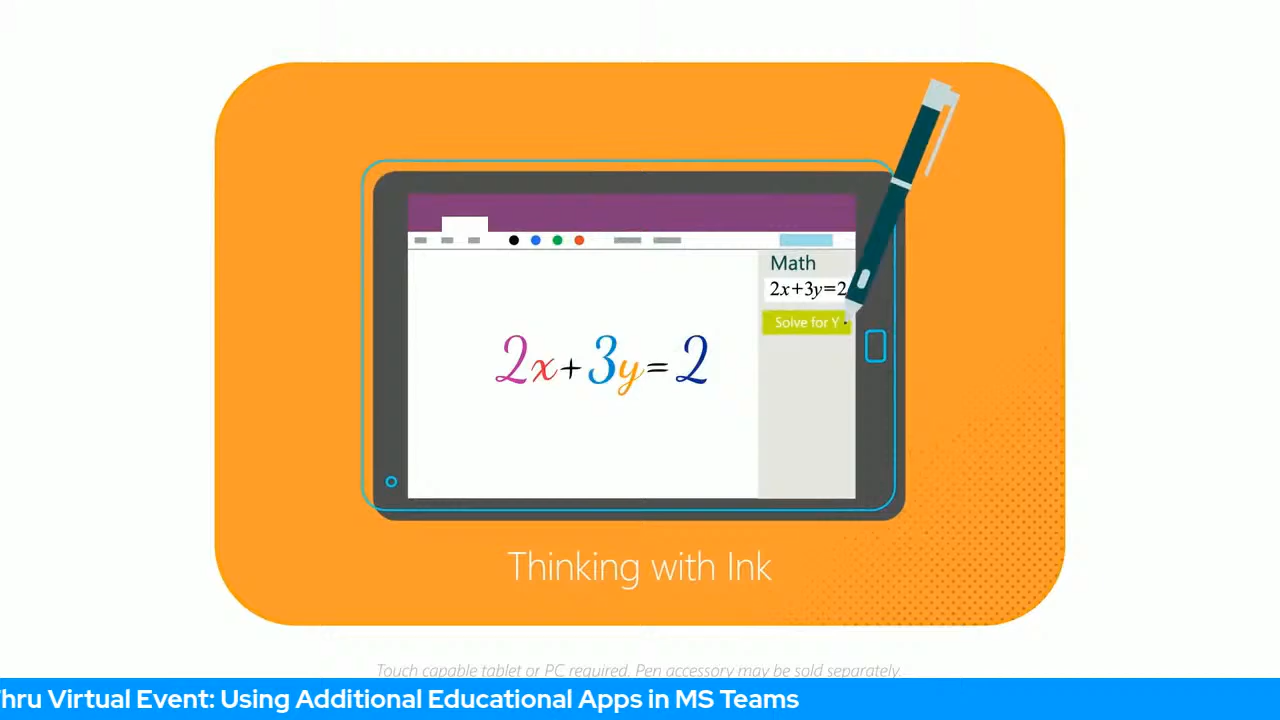 Math
2x+3y=2
Solve for Y
2x+3y=2
Thinking with Ink
Touch capable tablet or PC required. Pen accessory may be sold separately.
Virtual Event: Using Additional Educational Apps in MS Teams